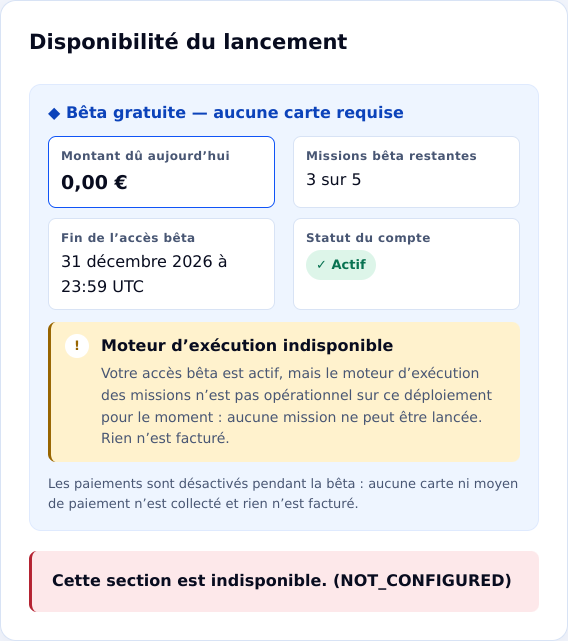 Disponibilité du lancement
◆ Bêta gratuite — aucune carte requise
Montant dû aujourd’hui
0,00 €
Missions bêta restantes
3 sur 5
Fin de l’accès bêta
31 décembre 2026 à
23:59 UTC
Statut du compte
✓ Actif
!
Moteur d’exécution indisponible
Votre accès bêta est actif, mais le moteur d’exécution
des missions n’est pas opérationnel sur ce déploiement
pour le moment : aucune mission ne peut être lancée.
Rien n’est facturé.
Les paiements sont désactivés pendant la bêta : aucune carte ni moyen
de paiement n’est collecté et rien n’est facturé.
Cette section est indisponible. (NOT_CONFIGURED)